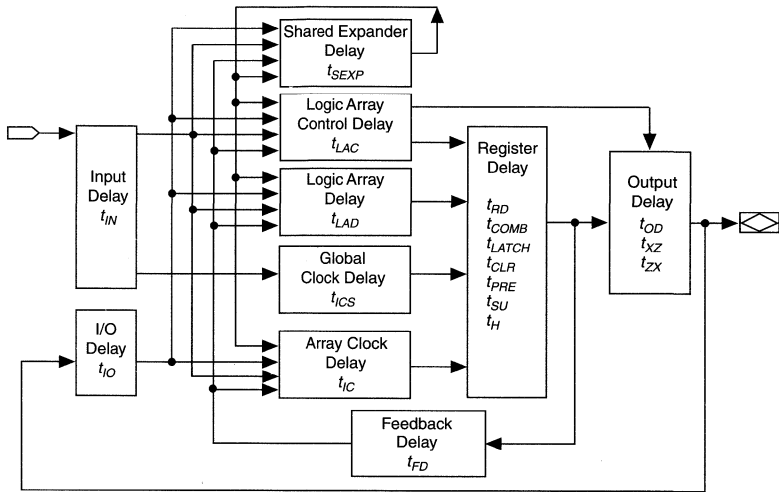 Shared Expander
Delay
tSEXP
Logic Array
Control Delay
tLAC
Input
Delay
tIN
Logic Array
Delay
tLAD
Global
Clock Delay
tICS
I/O
Delay
tIO
Array Clock
Delay
tIC
Register
Delay
tRD
tCOMB
tLATCH
tCLR
tPRE
tSU
tH
Output
Delay
tOD
tXZ
tZX
Feedback
Delay
tFD